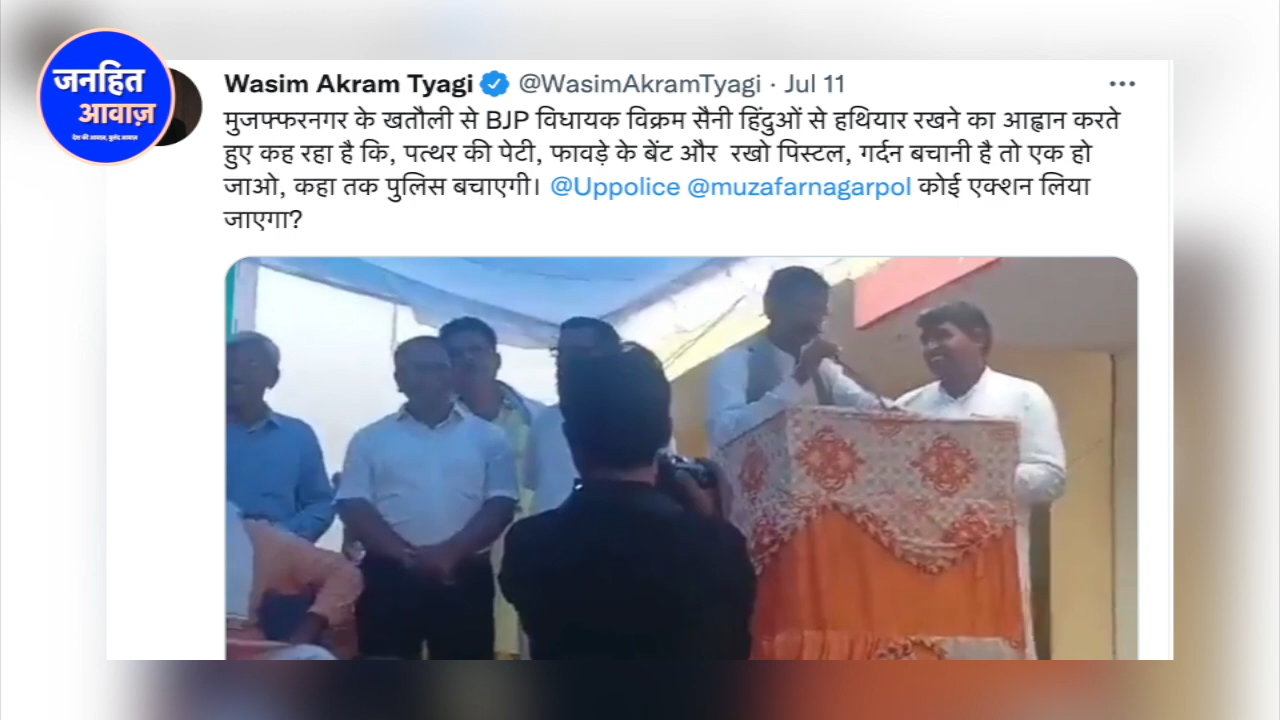 जनहित
आवाज़
देश की आवाज़, बुलंद आवाज़
Wasim Akram Tyagi @WasimAkramTyagi · Jul 11
मुजफ्फरनगर के खतौली से BJP विधायक विक्रम सैनी हिंदुओं से हथियार रखने का आह्वान करते
हुए कह रहा है कि, पत्थर की पेटी, फावड़े के बेंट और रखो पिस्टल, गर्दन बचानी है तो एक हो
जाओ, कहा तक पुलिस बचाएगी। @Uppolice @muzafarnagarpol कोई एक्शन लिया
जाएगा?